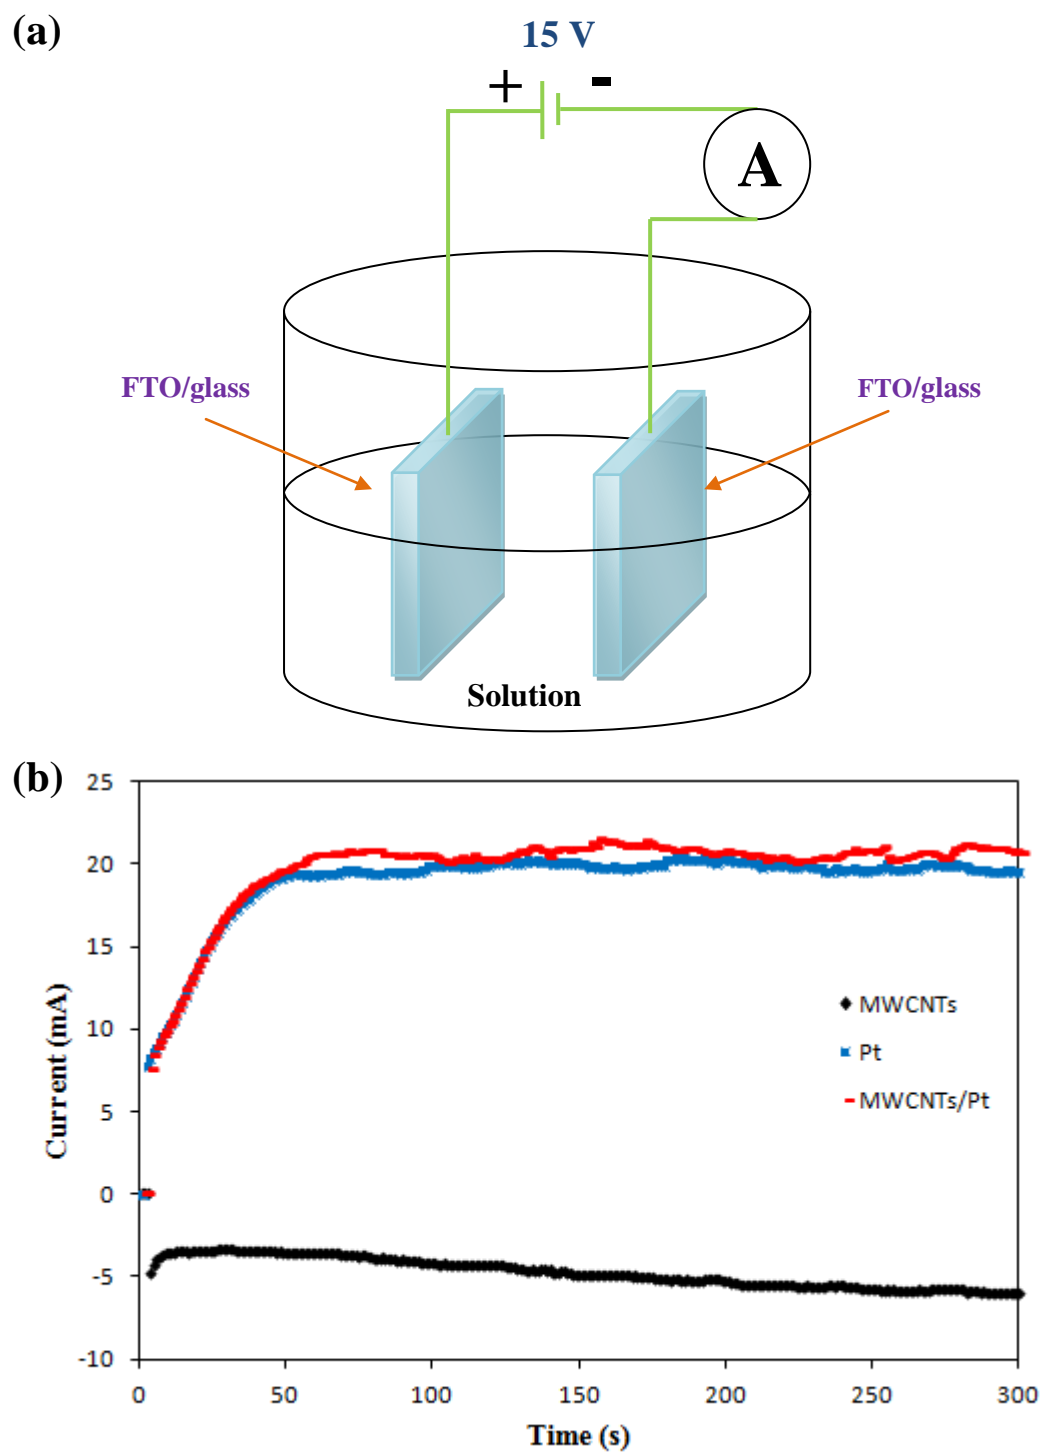 (a)
15 V
+ -
A
FTO/glass
FTO/glass
Solution
(b)
25
20
15
10
5
0
-5
-10
Current (mA)
MWCNTs
Pt
MWCNTs/Pt
0 50 100 150 200 250 300
Time (s)